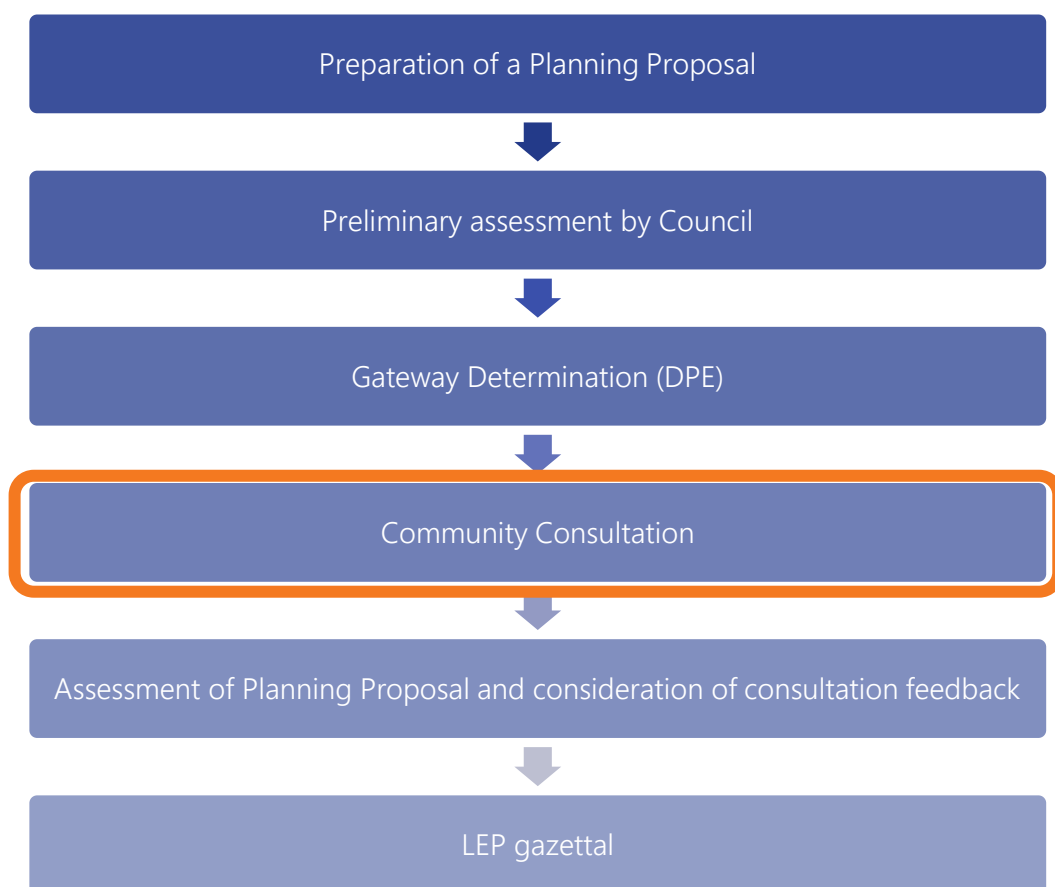 Preparation of a Planning Proposal
Preliminary assessment by Council
Gateway Determination (DPE)
Community Consultation
Assessment of Planning Proposal and consideration of consultation feedback
LEP gazettal